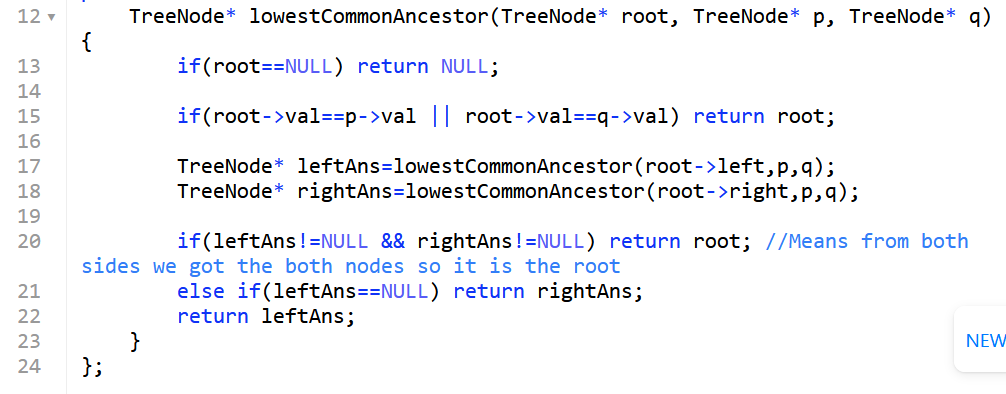 12 TreeNode* lowestCommonAncestor(TreeNode* root, TreeNode* p, TreeNode* q)
{
13 if(root==NULL) return NULL;
14
15 if(root->val==p->val || root->val==q->val) return root;
16
17 TreeNode* leftAns=lowestCommonAncestor(root->left,p,q);
18 TreeNode* rightAns=lowestCommonAncestor(root->right,p,q);
19
20 if(leftAns!=NULL && rightAns!=NULL) return root; //Means from both
sides we got the both nodes so it is the root
21 else if(leftAns==NULL) return rightAns;
22 return leftAns;
23 }
24 };
NEW